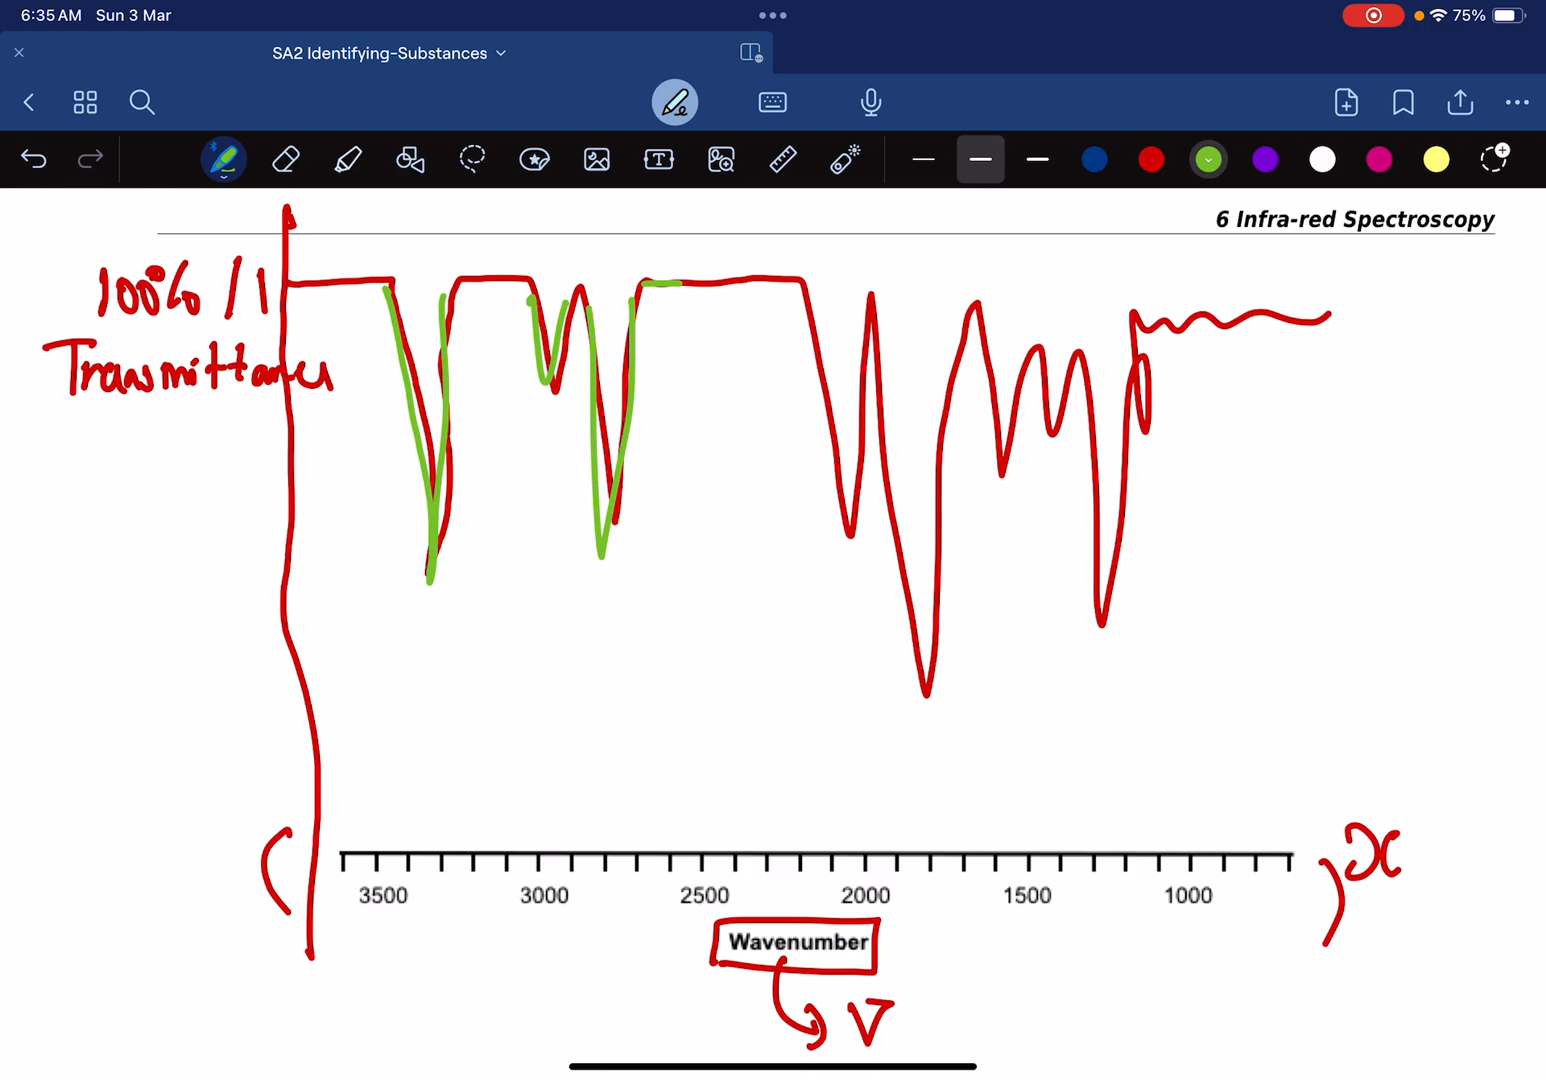 6:35 AM Sun 3 Mar
75%
SA2 Identifying-Substances
6 Infra-red Spectroscopy
100% / 1
Transmittance
3500 3000 2500 2000 1500 1000
x
Wavenumber
V